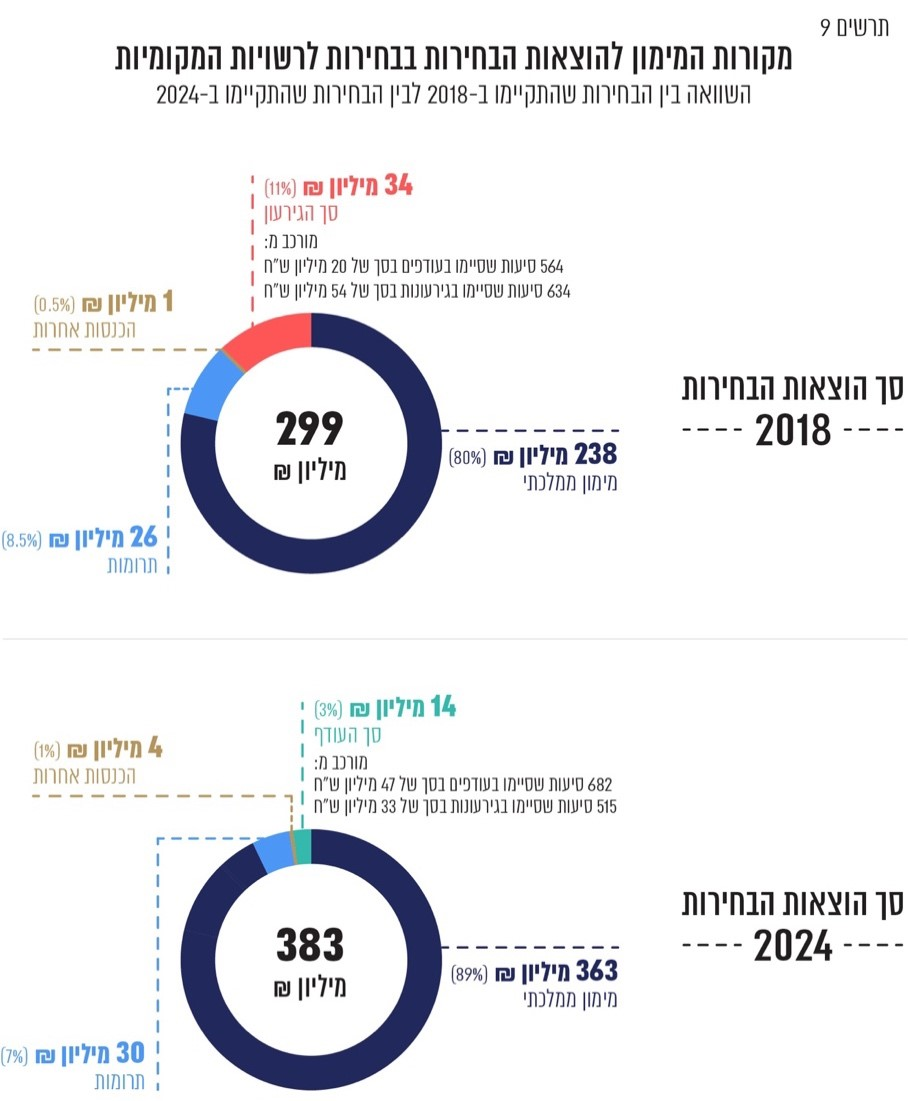 תרשים 9
מקורות המימון להוצאות הבחירות בבחירות לרשויות המקומיות
השוואה בין הבחירות שהתקיימו ב-2018 לבין הבחירות שהתקיימו ב-2024
34 מיליון ₪ (11%)
סך הגירעון
מורכב מ:
564 סיעות שסיימו בעודפים בסך של 20 מיליון ש"ח
634 סיעות שסיימו בגירעונות בסך של 54 מיליון ש"ח
1 מיליון ₪ (0.5%)
הכנסות אחרות
סך הוצאות הבחירות
2018
299
מיליון ₪
238 מיליון ₪ (80%)
מימון ממלכתי
26 מיליון ₪ (8.5%)
תרומות
14 מיליון ₪ (3%)
סך העודף
מורכב מ:
682 סיעות שסיימו בעודפים בסך של 47 מיליון ש"ח
515 סיעות שסיימו בגירעונות בסך של 33 מיליון ש"ח
4 מיליון ₪ (1%)
הכנסות אחרות
סך הוצאות הבחירות
2024
383
מיליון ₪
363 מיליון ₪ (89%)
מימון ממלכתי
30 מיליון ₪ (7%)
תרומות